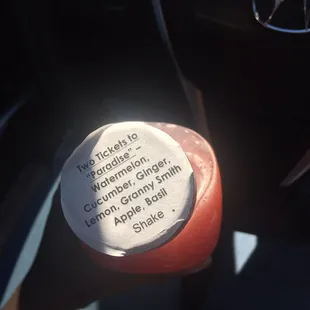 Two Tickets to
"Paradise" –
Watermelon,
Cucumber, Ginger,
Lemon, Granny Smith
Apple, Basil
Shake